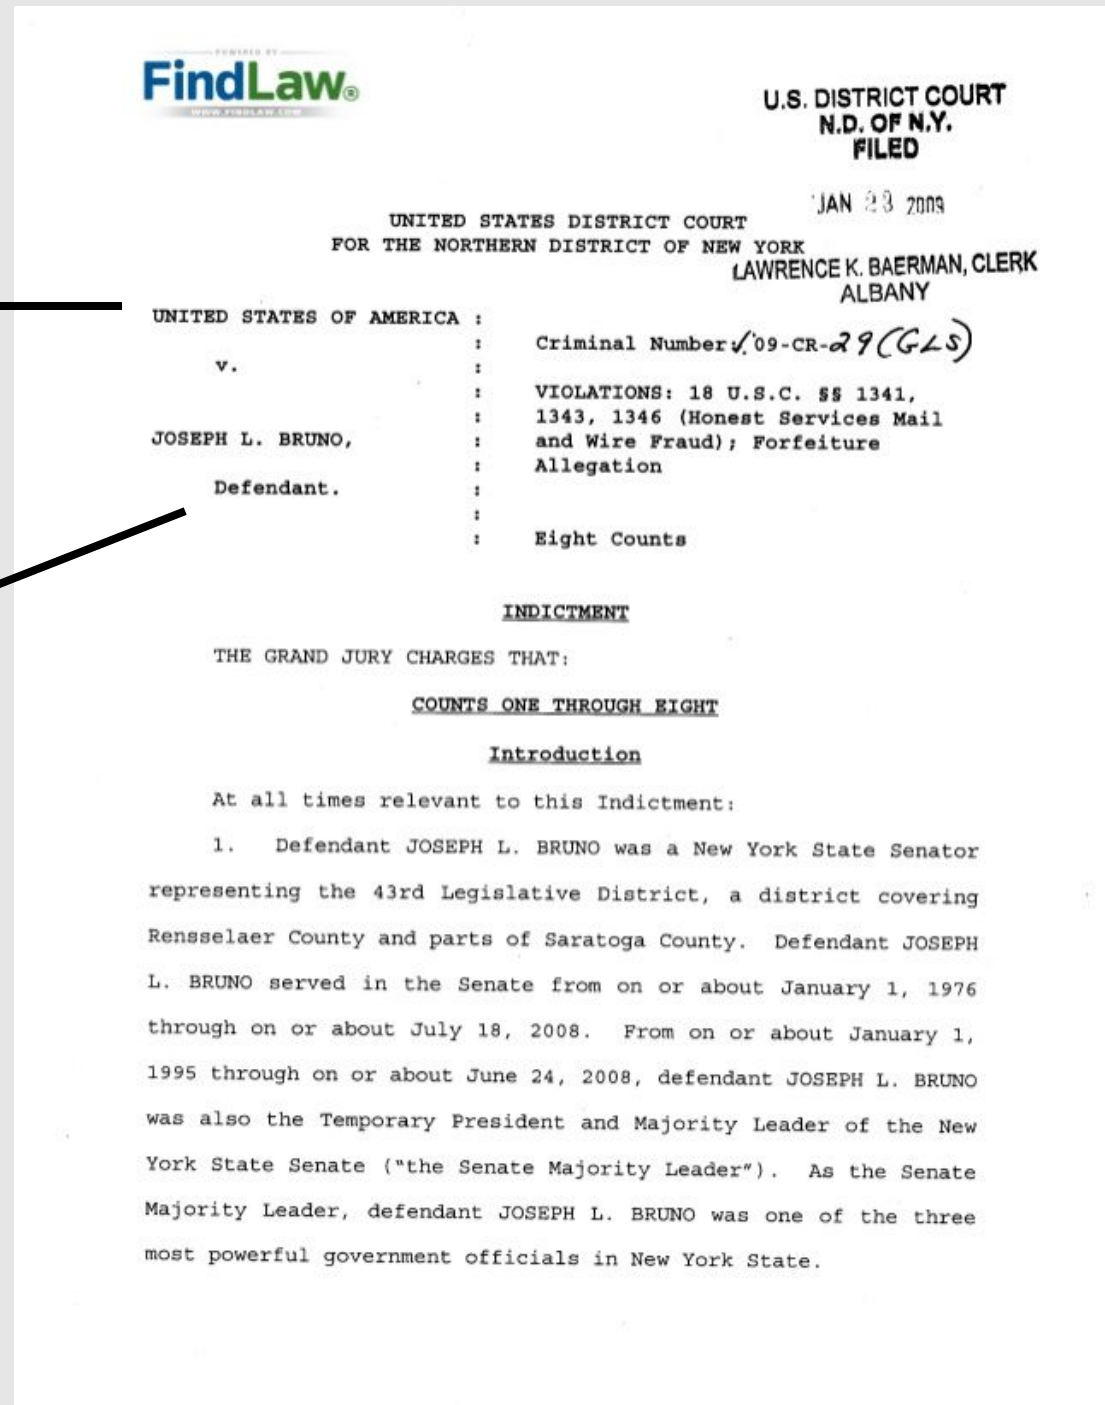 POWERED BY
FindLaw®
WWW.FINDLAW.COM
U.S. DISTRICT COURT
N.D. OF N.Y.
FILED
JAN 23 2009
UNITED STATES DISTRICT COURT
FOR THE NORTHERN DISTRICT OF NEW YORK
LAWRENCE K. BAERMAN, CLERK
ALBANY
UNITED STATES OF AMERICA :
: Criminal Number: 09-CR-29 (GLS)
v. :
: VIOLATIONS: 18 U.S.C. §§ 1341,
: 1343, 1346 (Honest Services Mail
JOSEPH L. BRUNO, : and Wire Fraud); Forfeiture
: Allegation
Defendant. :
:
: Eight Counts
INDICTMENT
THE GRAND JURY CHARGES THAT:
COUNTS ONE THROUGH EIGHT
Introduction
At all times relevant to this Indictment:
1. Defendant JOSEPH L. BRUNO was a New York State Senator
representing the 43rd Legislative District, a district covering
Rensselaer County and parts of Saratoga County. Defendant JOSEPH
L. BRUNO served in the Senate from on or about January 1, 1976
through on or about July 18, 2008. From on or about January 1,
1995 through on or about June 24, 2008, defendant JOSEPH L. BRUNO
was also the Temporary President and Majority Leader of the New
York State Senate ("the Senate Majority Leader"). As the Senate
Majority Leader, defendant JOSEPH L. BRUNO was one of the three
most powerful government officials in New York State.